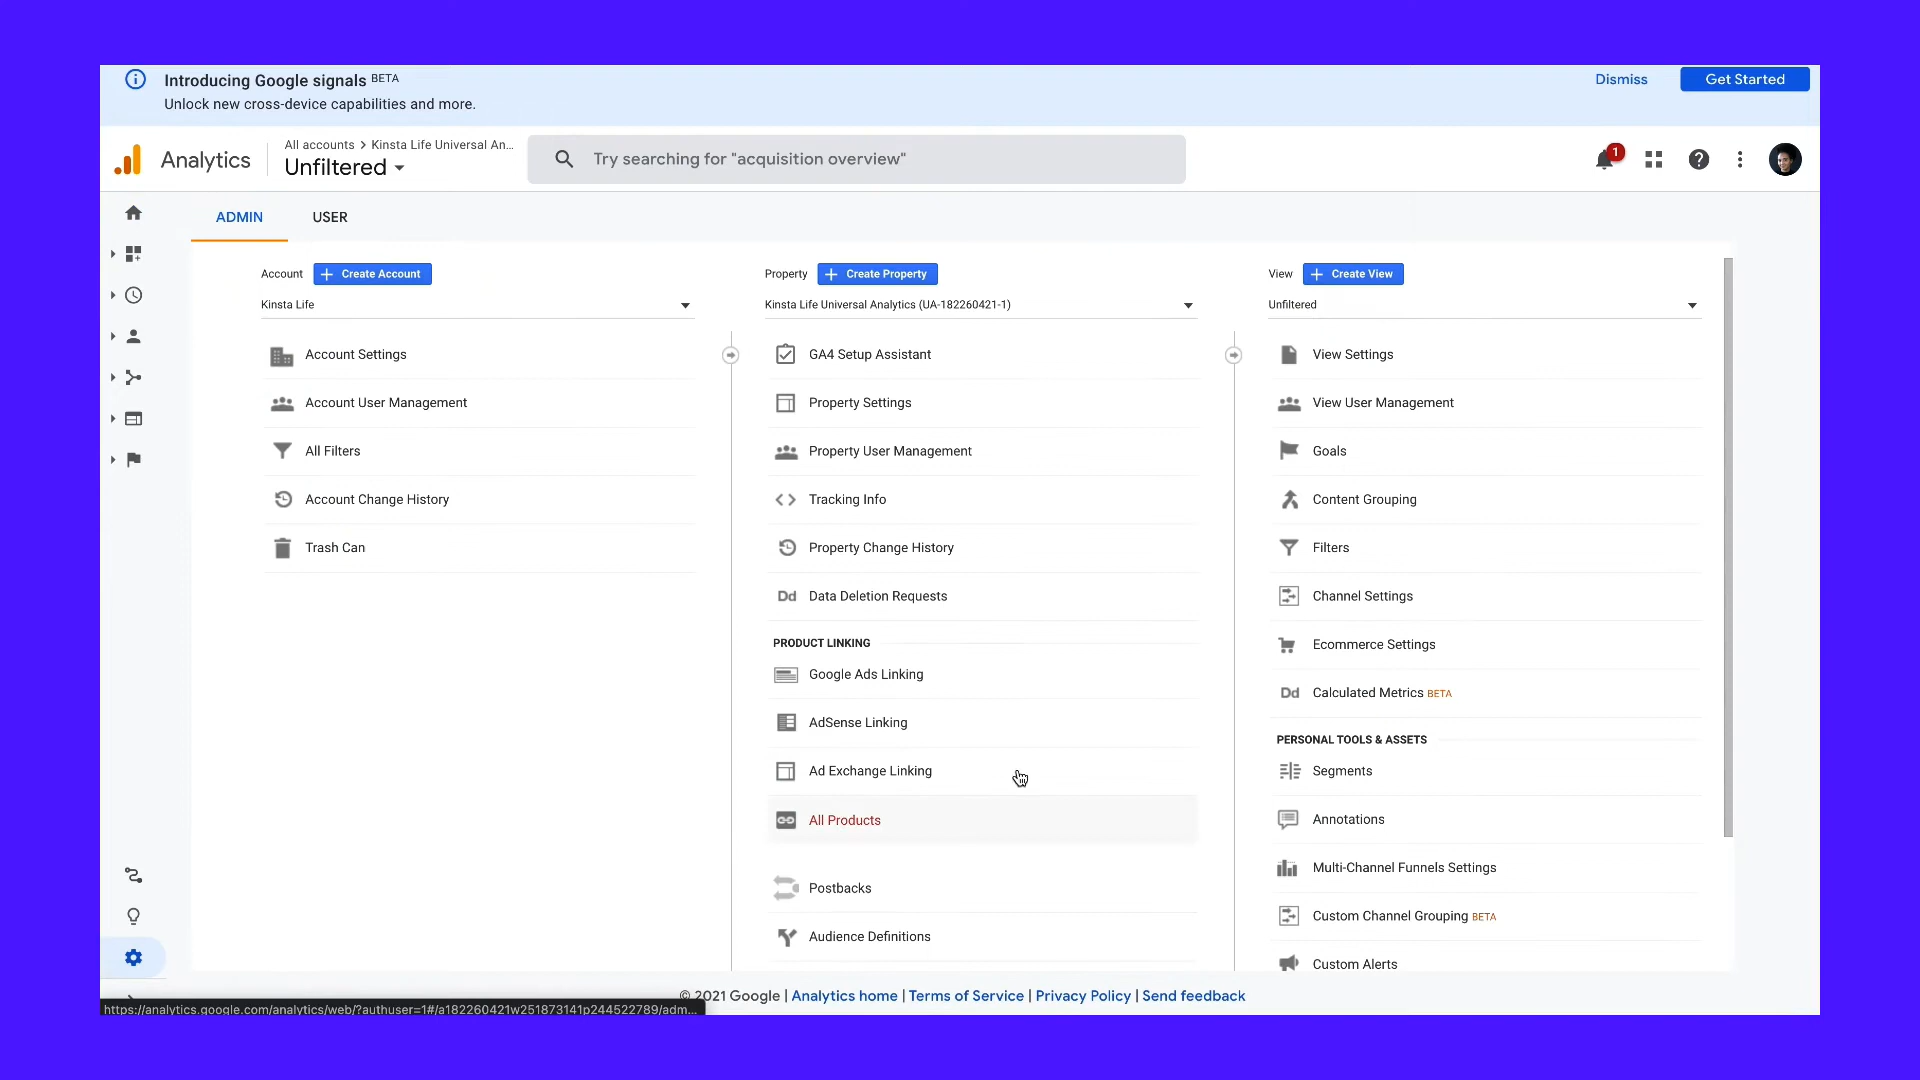 Introducing Google signals BETA
Unlock new cross-device capabilities and more.
Dismiss
Get Started
Analytics
All accounts > Kinsta Life Universal An...
Unfiltered
Try searching for "acquisition overview"
1
ADMIN
USER
Account
+ Create Account
Kinsta Life
Account Settings
Account User Management
All Filters
Account Change History
Trash Can
Property
+ Create Property
Kinsta Life Universal Analytics (UA-182260421-1)
GA4 Setup Assistant
Property Settings
Property User Management
Tracking Info
Property Change History
Dd Data Deletion Requests
PRODUCT LINKING
Google Ads Linking
AdSense Linking
Ad Exchange Linking
All Products
Postbacks
Audience Definitions
View
+ Create View
Unfiltered
View Settings
View User Management
Goals
Content Grouping
Filters
Channel Settings
Ecommerce Settings
Dd Calculated Metrics BETA
PERSONAL TOOLS & ASSETS
Segments
Annotations
Multi-Channel Funnels Settings
Custom Channel Grouping BETA
Custom Alerts
© 2021 Google | Analytics home | Terms of Service | Privacy Policy | Send feedback
https://analytics.google.com/analytics/web/?authuser=1#/a182260421w251873141p244522789/adm...